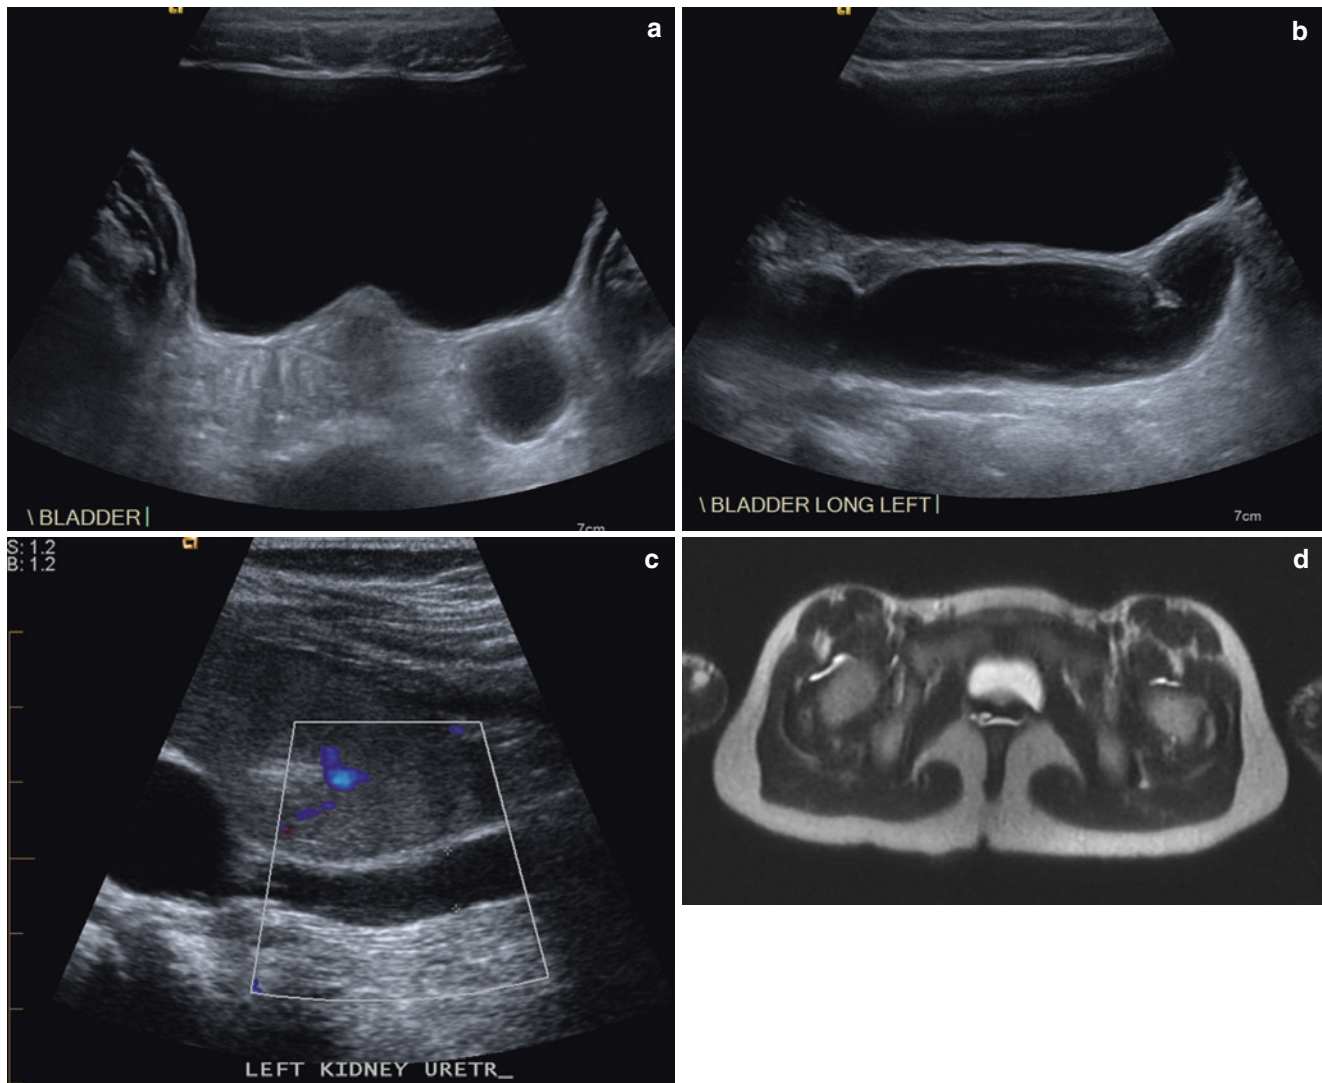 a
b
\ BLADDER
7cm
\ BLADDER LONG LEFT
7cm
S: 1.2
B: 1.2
c
LEFT KIDNEY URETR_
d